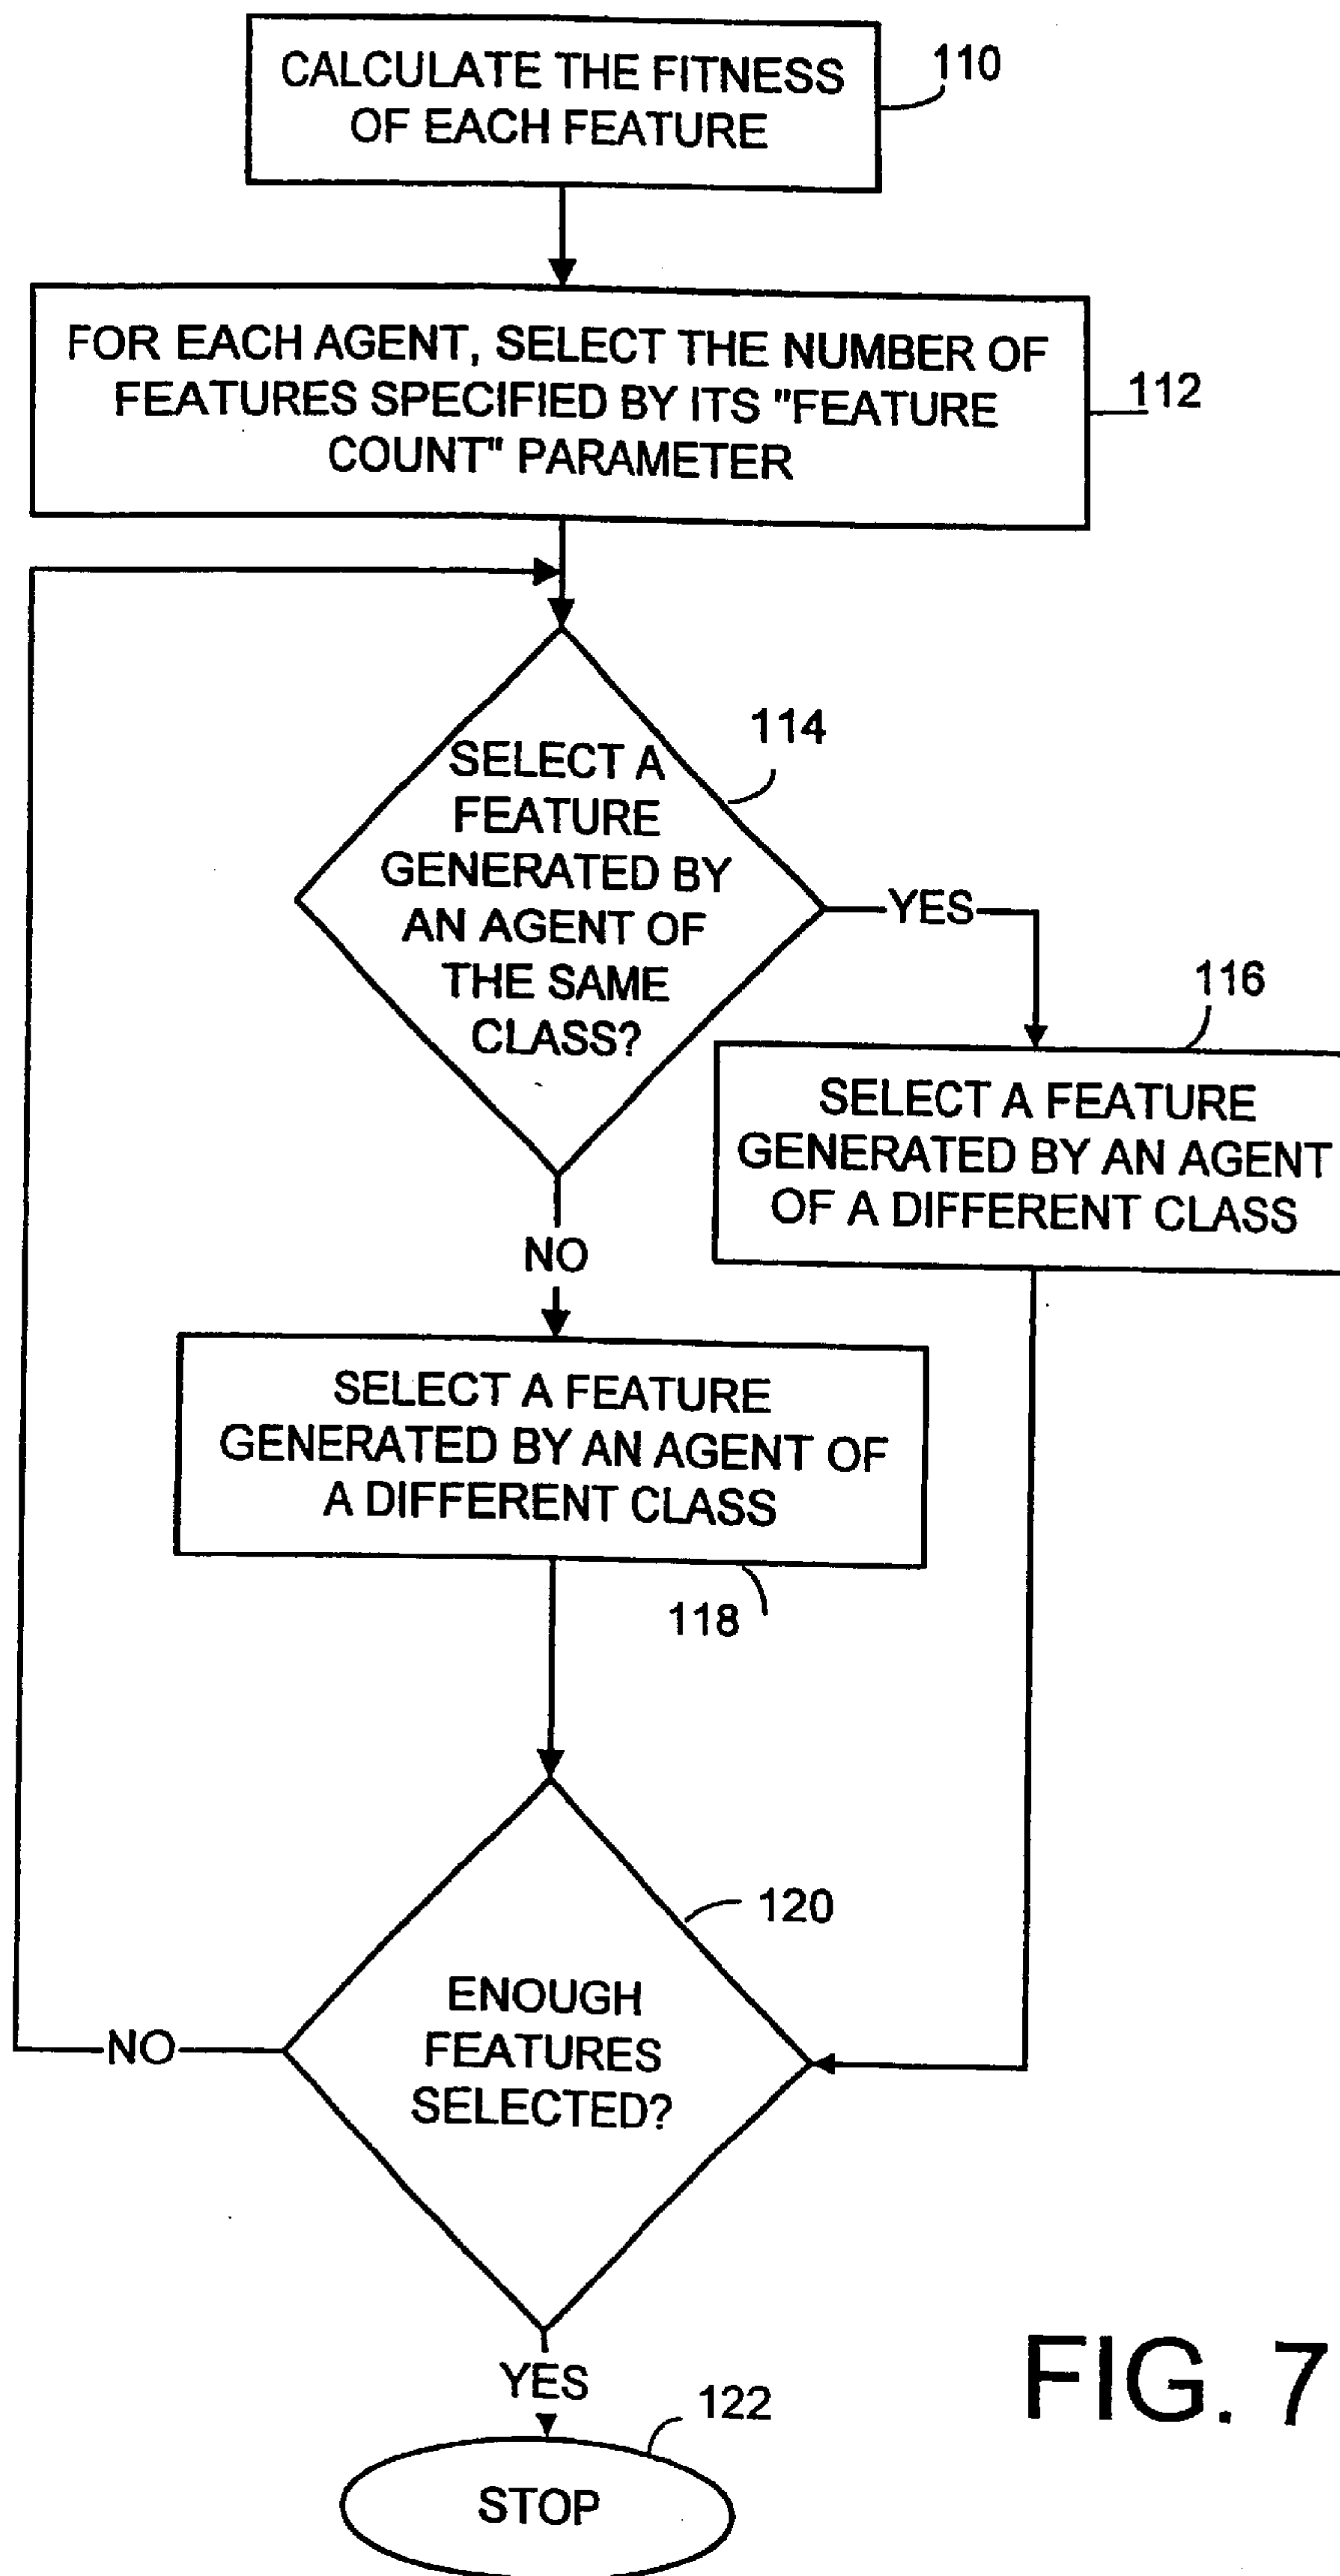 CALCULATE THE FITNESS
OF EACH FEATURE
110
FOR EACH AGENT, SELECT THE NUMBER OF
FEATURES SPECIFIED BY ITS "FEATURE
COUNT" PARAMETER
112
114
SELECT A
FEATURE
GENERATED BY
AN AGENT OF
THE SAME
CLASS?
YES
116
SELECT A FEATURE
GENERATED BY AN AGENT
OF A DIFFERENT CLASS
NO
SELECT A FEATURE
GENERATED BY AN AGENT OF
A DIFFERENT CLASS
118
120
ENOUGH
FEATURES
SELECTED?
NO
YES
122
STOP
FIG. 7